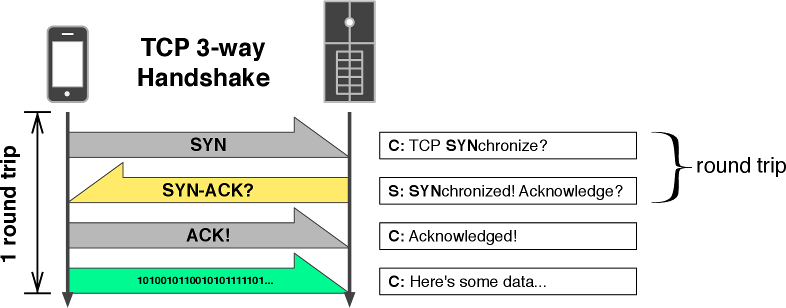 TCP 3-way
Handshake
1 round trip
SYN
C: TCP SYNchronize?
SYN-ACK?
S: SYNchronized! Acknowledge?
round trip
ACK!
C: Acknowledged!
1010010110010101111101...
C: Here's some data...